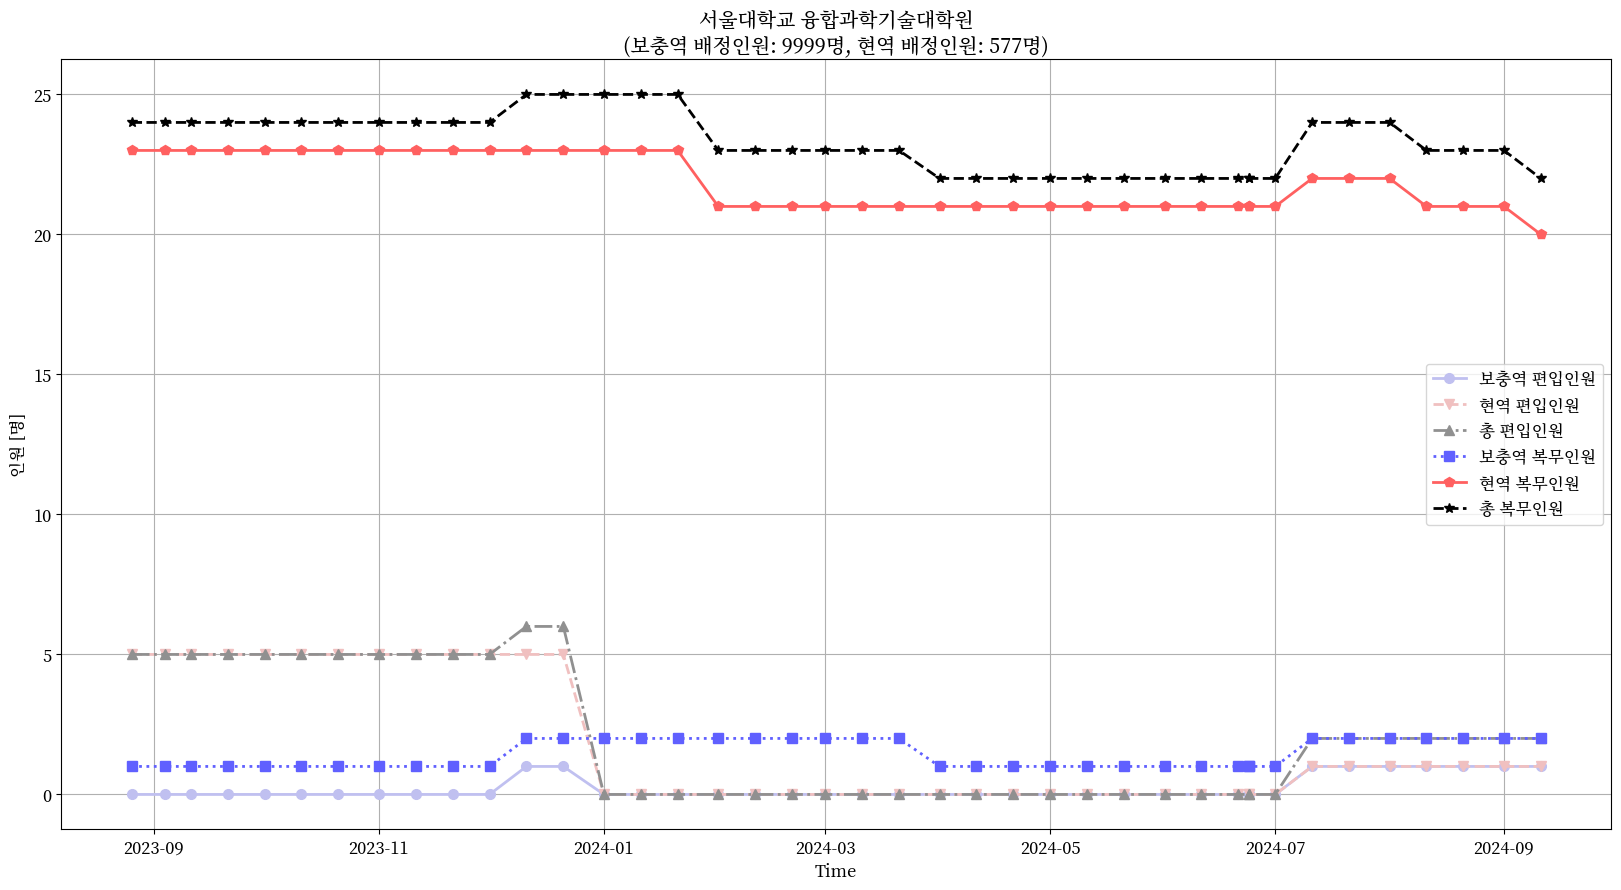 서울대학교 융합과학기술대학원
(보충역 배정인원: 9999명, 현역 배정인원: 577명)
25
20
15
10
5
0
인원 [명]
보충역 편입인원
현역 편입인원
총 편입인원
보충역 복무인원
현역 복무인원
총 복무인원
2023-09
2023-11
2024-01
2024-03
2024-05
2024-07
2024-09
Time